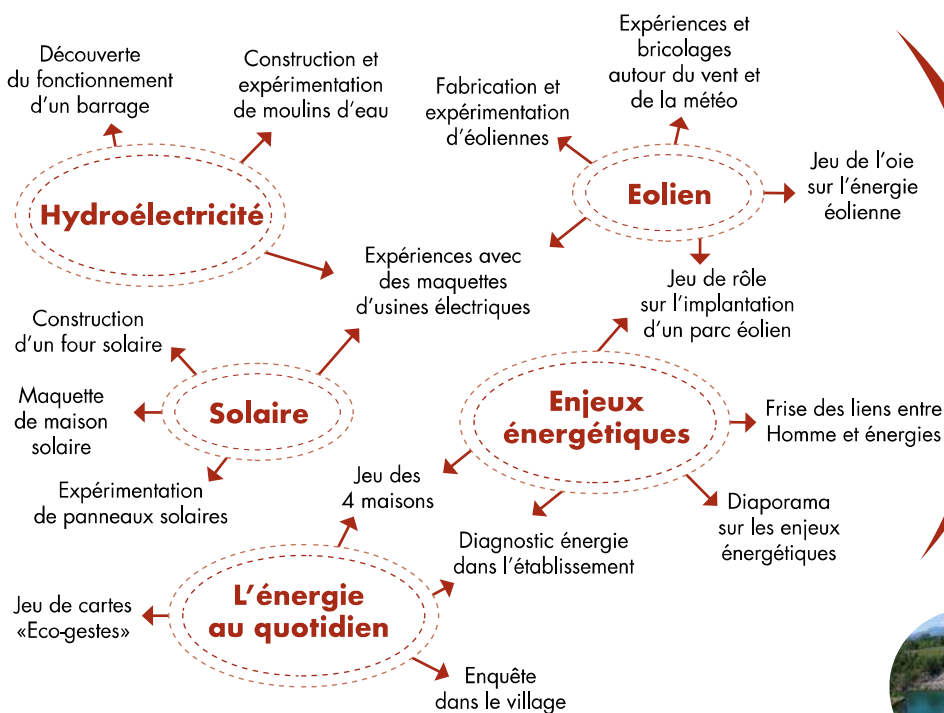 Découverte
du fonctionnement
d'un barrage
Construction et
expérimentation
de moulins d'eau
Hydroélectricité
Expériences et
bricolages
autour du vent et
de la météo
Fabrication et
expérimentation
d'éoliennes
Eolien
Jeu de l'oie
sur l'énergie
éolienne
Expériences avec
des maquettes
d'usines électriques
Jeu de rôle
sur l'implantation
d'un parc éolien
Construction
d'un four solaire
Maquette
de maison
solaire
Solaire
Expérimentation
de panneaux solaires
Enjeux
énergétiques
Frise des liens entre
Homme et énergies
Jeu des
4 maisons
Diagnostic énergie
dans l'établissement
Diaporama
sur les enjeux
énergétiques
L'énergie
au quotidien
Jeu de cartes
«Eco-gestes»
Enquête
dans le village